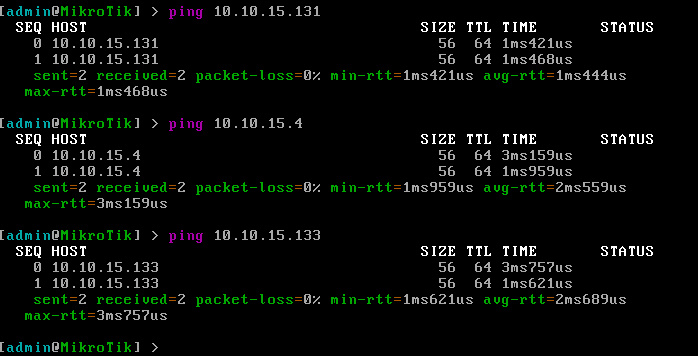 [admin@MikroTik] > ping 10.10.15.131
SEQ HOST SIZE TTL TIME STATUS
0 10.10.15.131 56 64 1ms421us
1 10.10.15.131 56 64 1ms468us
sent=2 received=2 packet-loss=0% min-rtt=1ms421us avg-rtt=1ms444us
max-rtt=1ms468us
[admin@MikroTik] > ping 10.10.15.4
SEQ HOST SIZE TTL TIME STATUS
0 10.10.15.4 56 64 3ms159us
1 10.10.15.4 56 64 1ms959us
sent=2 received=2 packet-loss=0% min-rtt=1ms959us avg-rtt=2ms559us
max-rtt=3ms159us
[admin@MikroTik] > ping 10.10.15.133
SEQ HOST SIZE TTL TIME STATUS
0 10.10.15.133 56 64 3ms757us
1 10.10.15.133 56 64 1ms621us
sent=2 received=2 packet-loss=0% min-rtt=1ms621us avg-rtt=2ms689us
max-rtt=3ms757us
[admin@MikroTik] >